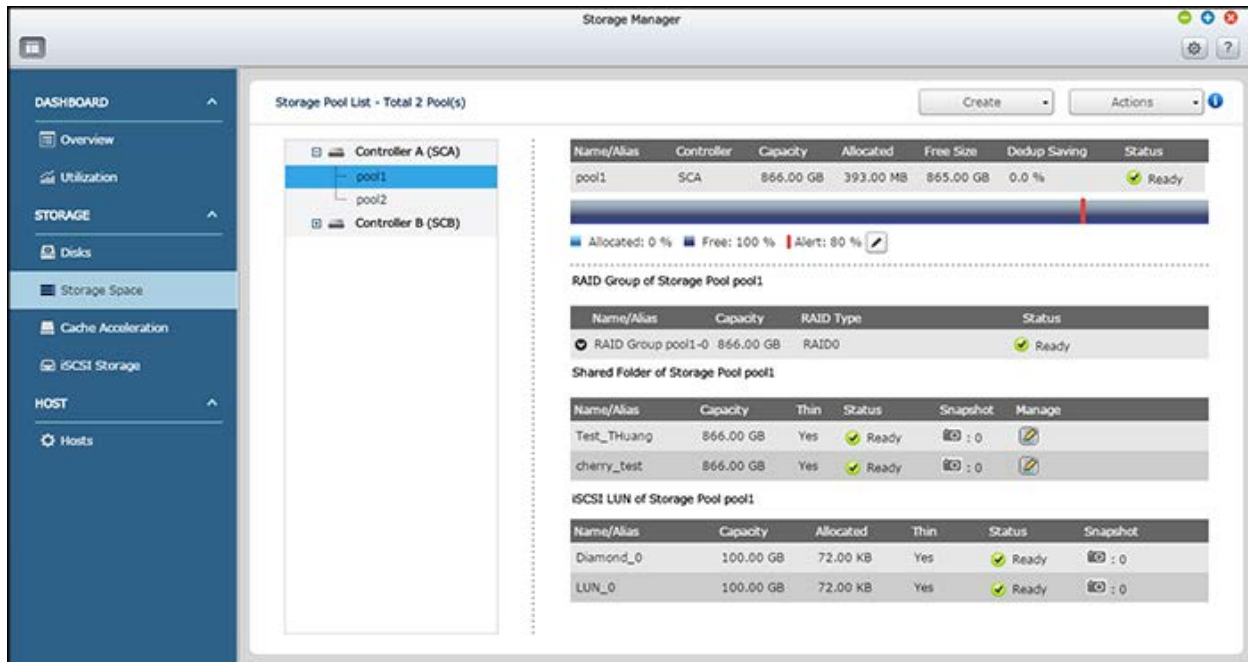 Storage Manager
?
DASHBOARD
Overview
Utilization
STORAGE
Disks
Storage Space
Cache Acceleration
iSCSI Storage
HOST
Hosts
Storage Pool List - Total 2 Pool(s)
Create
Actions
Controller A (SCA)
pool1
pool2
Controller B (SCB)
Name/Alias Controller Capacity Allocated Free Size Dedup Saving Status
pool1 SCA 866.00 GB 393.00 MB 865.00 GB 0.0 % Ready
Allocated: 0 % Free: 100 % Alert: 80 %
RAID Group of Storage Pool pool1
Name/Alias Capacity RAID Type Status
RAID Group pool1-0 866.00 GB RAID0 Ready
Shared Folder of Storage Pool pool1
Name/Alias Capacity Thin Status Snapshot Manage
Test_THuang 866.00 GB Yes Ready : 0
cherry_test 866.00 GB Yes Ready : 0
iSCSI LUN of Storage Pool pool1
Name/Alias Capacity Allocated Thin Status Snapshot
Diamond_0 100.00 GB 72.00 KB Yes Ready : 0
LUN_0 100.00 GB 72.00 KB Yes Ready : 0